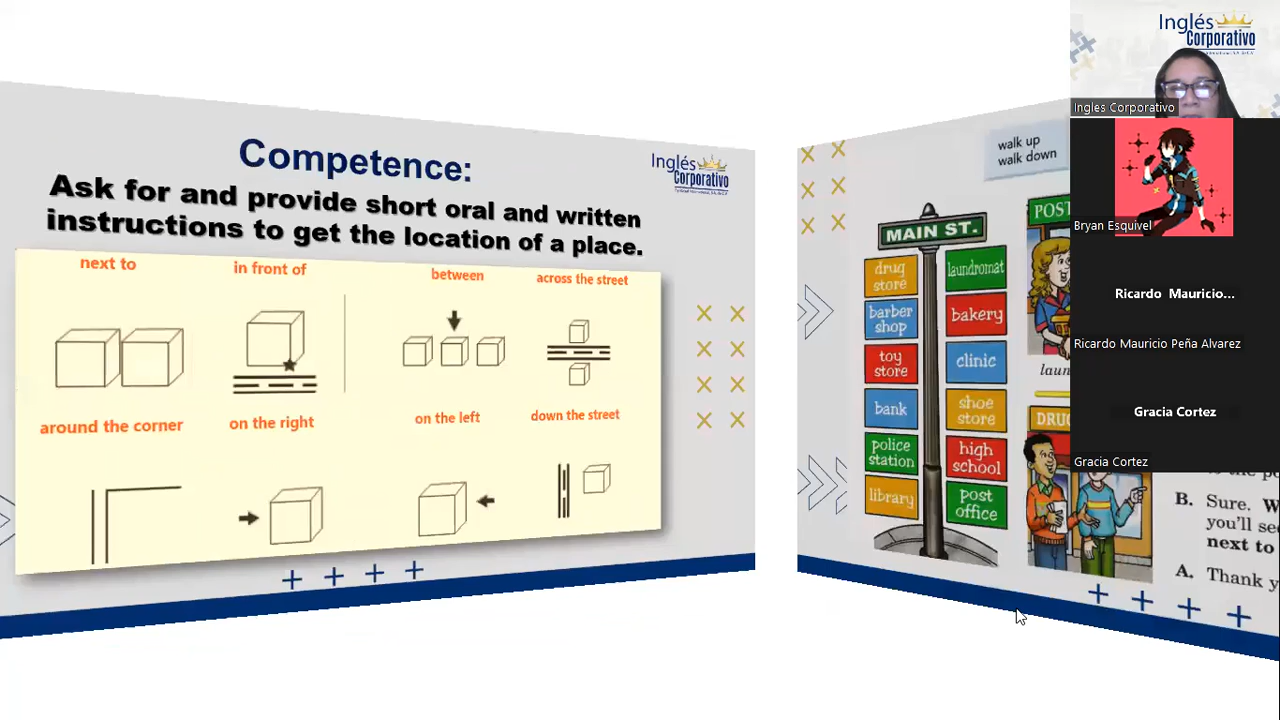 Competence:
Inglés
Corporativo
Ask for and provide short oral and written
instructions to get the location of a place.
next to
in front of
between
across the street
around the corner
on the right
on the left
down the street
walk up
walk down
MAIN ST.
drug
store
laundromat
barber
shop
bakery
toy
store
clinic
bank
shoe
store
police
station
high
school
library
post
office
POST
laun
DRUG
B. Sure. W
you'll see
next to
A. Thank y
Inglés
Corporativo
Ingles Corporativo
Bryan Esquivel
Ricardo Mauricio...
Ricardo Mauricio Peña Alvarez
Gracia Cortez
Gracia Cortez